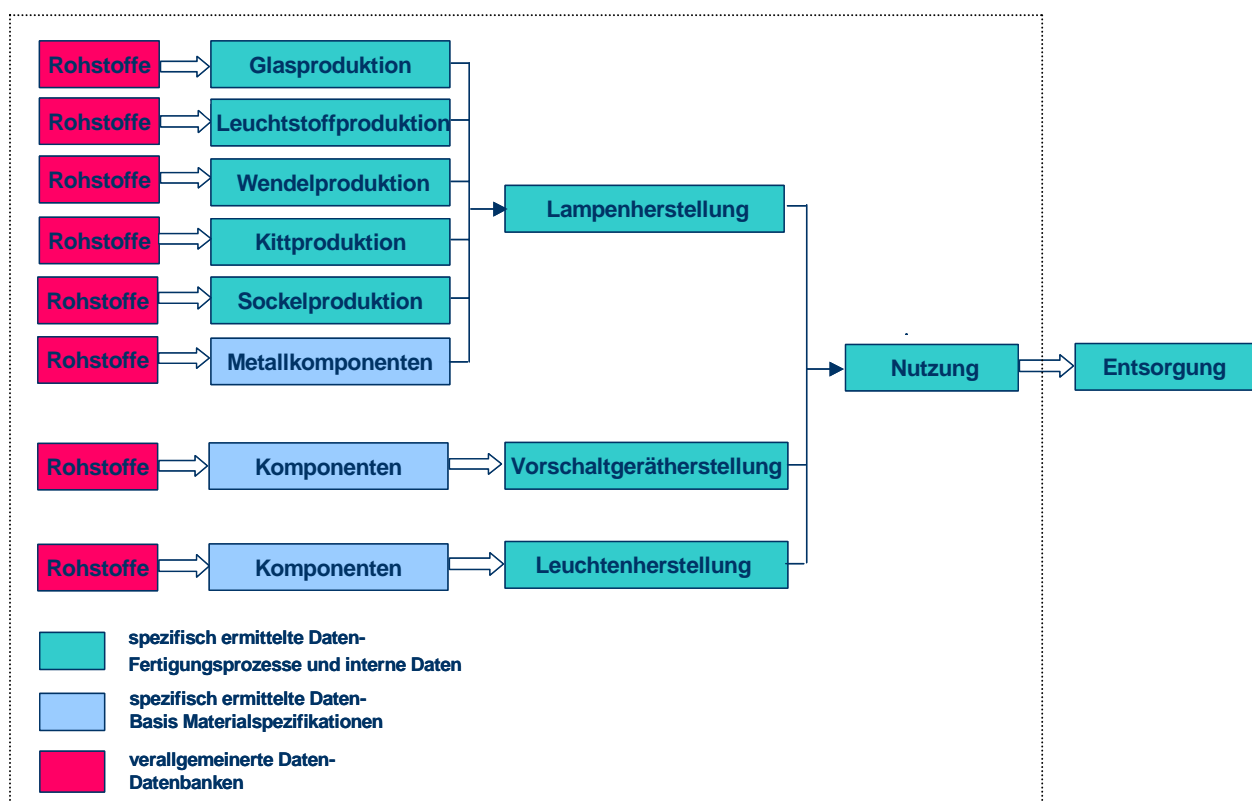 Rohstoffe
Glasproduktion
Rohstoffe
Leuchtstoffproduktion
Rohstoffe
Wendelproduktion
Lampenherstellung
Rohstoffe
Kittproduktion
Rohstoffe
Sockelproduktion
Rohstoffe
Metallkomponenten
Nutzung
Entsorgung
Rohstoffe
Komponenten
Vorschaltgerätherstellung
Rohstoffe
Komponenten
Leuchtenherstellung
spezifisch ermittelte Daten-
Fertigungsprozesse und interne Daten
spezifisch ermittelte Daten-
Basis Materialspezifikationen
verallgemeinerte Daten-
Datenbanken